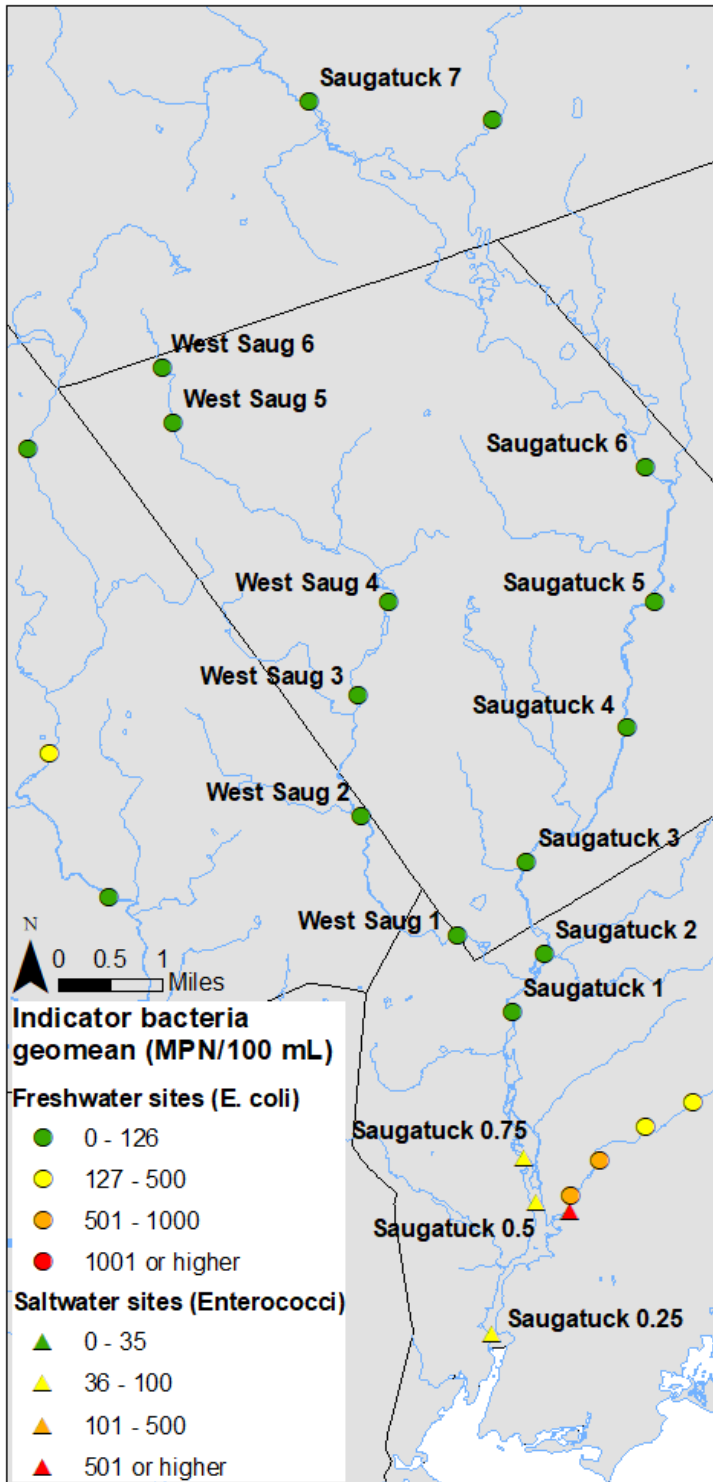 Saugatuck 7
West Saug 6
West Saug 5
Saugatuck 6
West Saug 4
Saugatuck 5
West Saug 3
Saugatuck 4
West Saug 2
Saugatuck 3
West Saug 1
Saugatuck 2
N
0 0.5 1
Miles
Saugatuck 1
Indicator bacteria
geomean (MPN/100 mL)
Freshwater sites (E. coli)
0 - 126
127 - 500
501 - 1000
1001 or higher
Saltwater sites (Enterococci)
0 - 35
36 - 100
101 - 500
501 or higher
Saugatuck 0.75
Saugatuck 0.5
Saugatuck 0.25